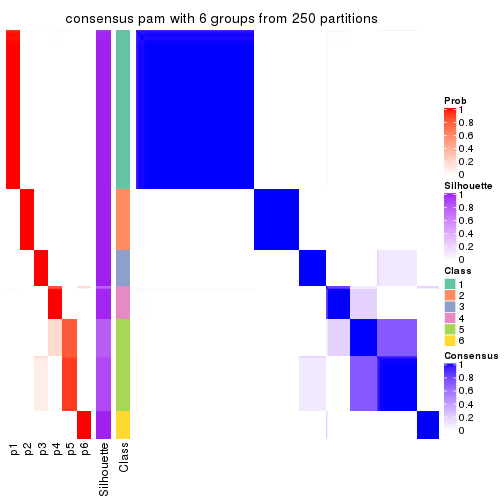 consensus pam with 6 groups from 250 partitions
Prob
1
0.8
0.6
0.4
0.2
0
Silhouette
1
0.8
0.6
0.4
0.2
0
Class
1
2
3
4
5
6
Consensus
1
0.8
0.6
0.4
0.2
0
p1
p2
p3
p4
p5
p6
Silhouette
Class